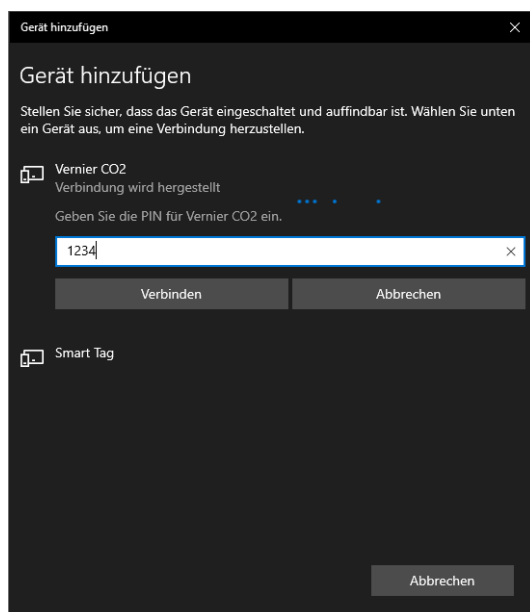 Gerät hinzufügen
Gerät hinzufügen
Stellen Sie sicher, dass das Gerät eingeschaltet und auffindbar ist. Wählen Sie unten
ein Gerät aus, um eine Verbindung herzustellen.
Vernier CO2
Verbindung wird hergestellt
Geben Sie die PIN für Vernier CO2 ein.
1234
Verbinden
Abbrechen
Smart Tag
Abbrechen